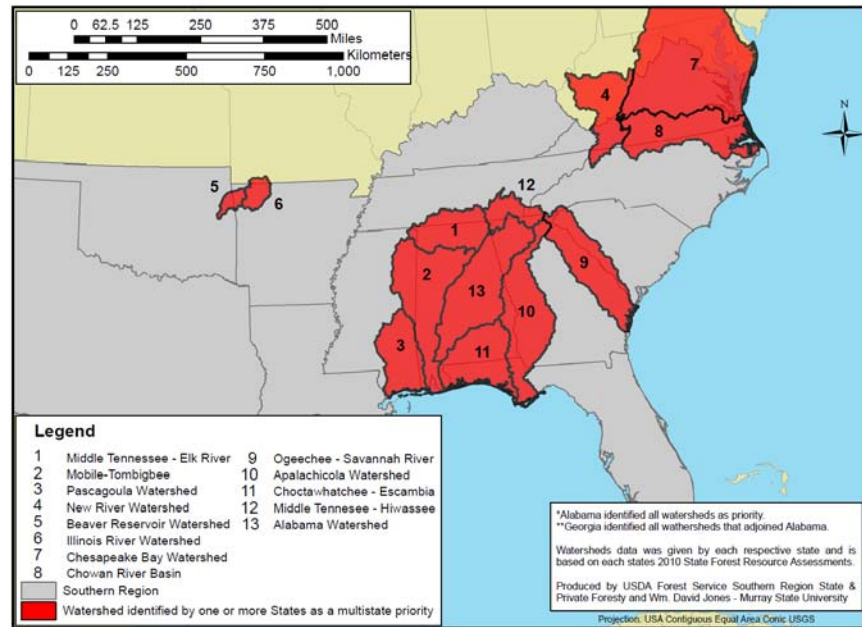 0 62.5 125 250 375 500
Miles
Kilometers
0 125 250 500 750 1,000
N
7
4
8
5
6
12
1
2
13
9
10
3
11
Legend
1 Middle Tennessee - Elk River
2 Mobile-Tombigbee
3 Pascagoula Watershed
4 New River Watershed
5 Beaver Reservoir Watershed
6 Illinois River Watershed
7 Chesapeake Bay Watershed
8 Chowan River Basin
9 Ogeechee - Savannah River
10 Apalachicola Watershed
11 Choctawhatchee - Escambia
12 Middle Tennesee - Hiwassee
13 Alabama Watershed
Southern Region
Watershed identified by one or more States as a multistate priority
*Alabama identified all watersheds as priority.
**Georgia identified all wathersheds that adjoined Alabama.
Watersheds data was given by each respective state and is
based on each states 2010 State Forest Resource Assessments.
Produced by USDA Forest Service Southern Region State &
Private Foresty and Wm. David Jones - Murray State University
Projection: USA Contiguous Equal Area Conic USGS